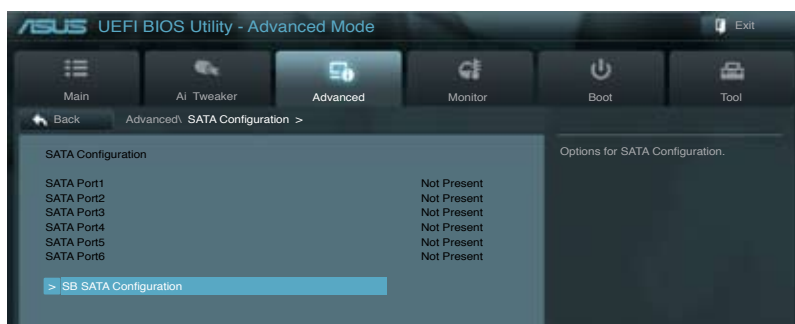 ASUS UEFI BIOS Utility - Advanced Mode
Exit
Main Ai Tweaker Advanced Monitor Boot Tool
Back Advanced\ SATA Configuration >
SATA Configuration
Options for SATA Configuration.
SATA Port1 Not Present
SATA Port2 Not Present
SATA Port3 Not Present
SATA Port4 Not Present
SATA Port5 Not Present
SATA Port6 Not Present
> SB SATA Configuration